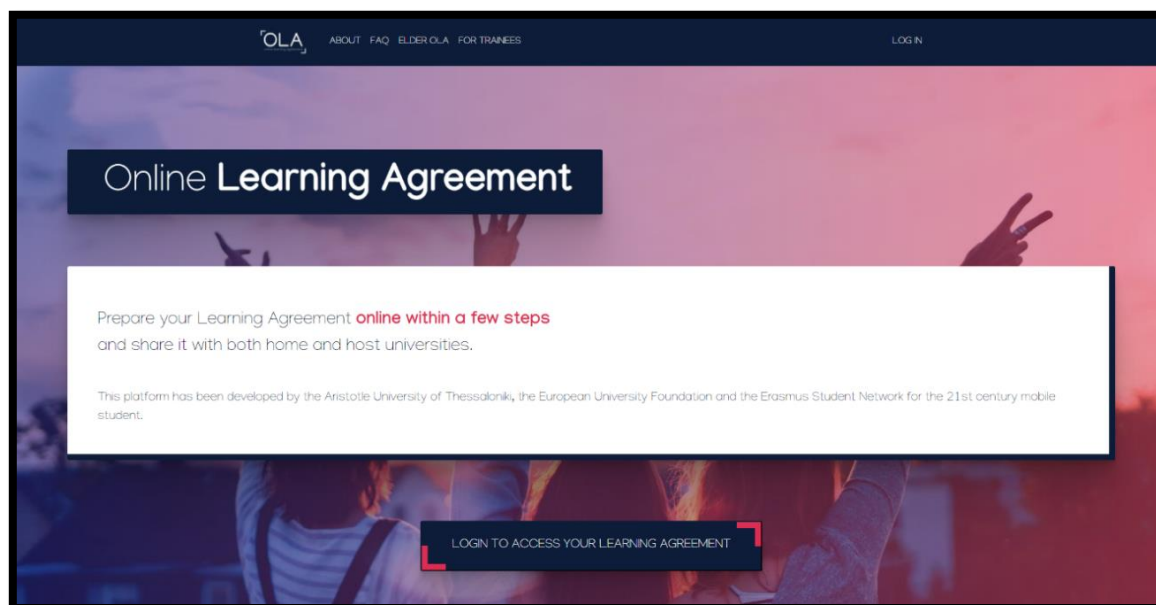 OLA
ABOUT FAQ ELDER OLA FOR TRAINEES
LOG IN
Online Learning Agreement
Prepare your Learning Agreement online within a few steps
and share it with both home and host universities.
This platform has been developed by the Aristotle University of Thessaloniki, the European University Foundation and the Erasmus Student Network for the 21st century mobile
student.
LOGIN TO ACCESS YOUR LEARNING AGREEMENT